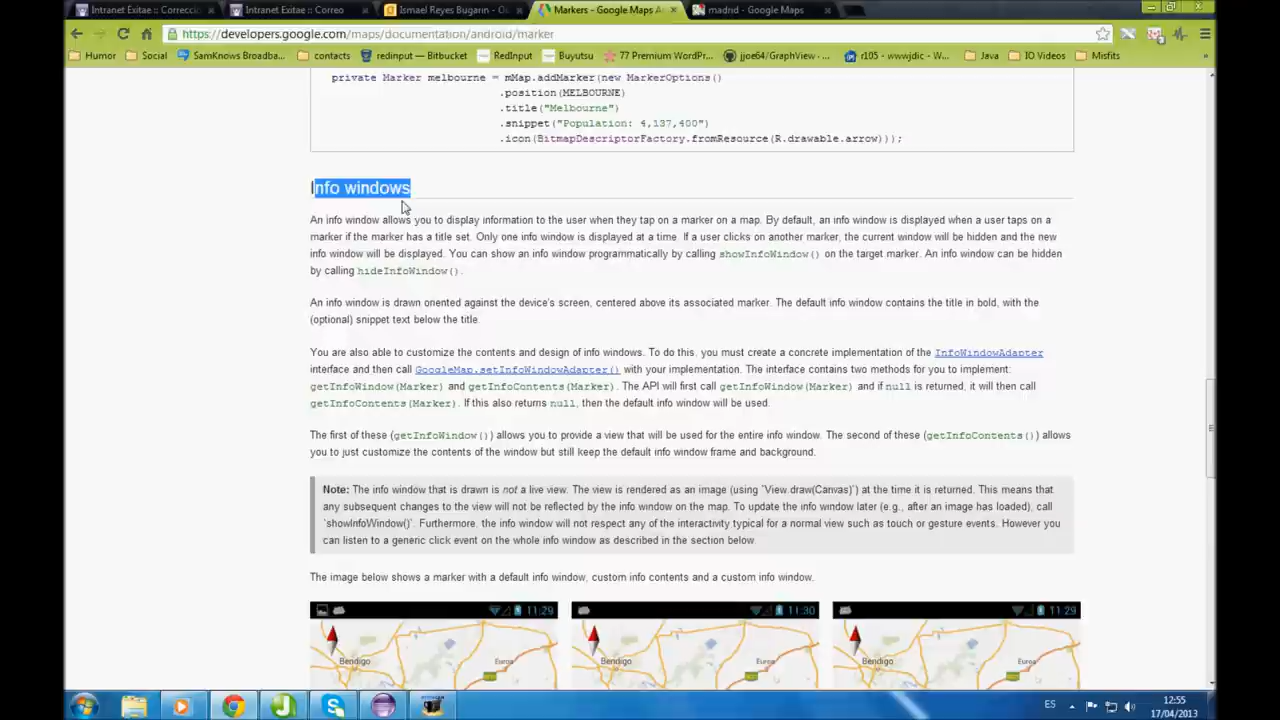 Intranet Exitae :: Correcció
Intranet Exitae :: Correo
Ismael Reyes Bugarin - O
Markers - Google Maps A
madrid - Google Maps
https://developers.google.com/maps/documentation/android/marker
Humor
Social
SamKnows Broadba...
contacts
redinput — Bitbucket
RedInput
Buyutsu
77 Premium WordPr...
jjoe64/GraphView · ...
r105 - wwwjdic - W...
Java
IO Videos
Misfits
»
private Marker melbourne = mMap.addMarker(new MarkerOptions()
.position(MELBOURNE)
.title("Melbourne")
.snippet("Population: 4,137,400")
.icon(BitmapDescriptorFactory.fromResource(R.drawable.arrow)));
Info windows
An info window allows you to display information to the user when they tap on a marker on a map. By default, an info window is displayed when a user taps on a
marker if the marker has a title set. Only one info window is displayed at a time. If a user clicks on another marker, the current window will be hidden and the new
info window will be displayed. You can show an info window programmatically by calling showInfoWindow() on the target marker. An info window can be hidden
by calling hideInfoWindow().
An info window is drawn oriented against the device's screen, centered above its associated marker. The default info window contains the title in bold, with the
(optional) snippet text below the title.
You are also able to customize the contents and design of info windows. To do this, you must create a concrete implementation of the InfoWindowAdapter
interface and then call GoogleMap.setInfoWindowAdapter() with your implementation. The interface contains two methods for you to implement:
getInfoWindow(Marker) and getInfoContents(Marker). The API will first call getInfoWindow(Marker) and if null is returned, it will then call
getInfoContents(Marker). If this also returns null, then the default info window will be used.
The first of these (getInfoWindow()) allows you to provide a view that will be used for the entire info window. The second of these (getInfoContents()) allows
you to just customize the contents of the window but still keep the default info window frame and background.
Note: The info window that is drawn is not a live view. The view is rendered as an image (using `View.draw(Canvas)`) at the time it is returned. This means that
any subsequent changes to the view will not be reflected by the info window on the map. To update the info window later (e.g., after an image has loaded), call
`showInfoWindow()`. Furthermore, the info window will not respect any of the interactivity typical for a normal view such as touch or gesture events. However you
can listen to a generic click event on the whole info window as described in the section below.
The image below shows a marker with a default info window, custom info contents and a custom info window.
11:29
11:30
11:29
Bendigo
Euroa
Bendigo
Euroa
Bendigo
Euroa
ES
12:55
17/04/2013